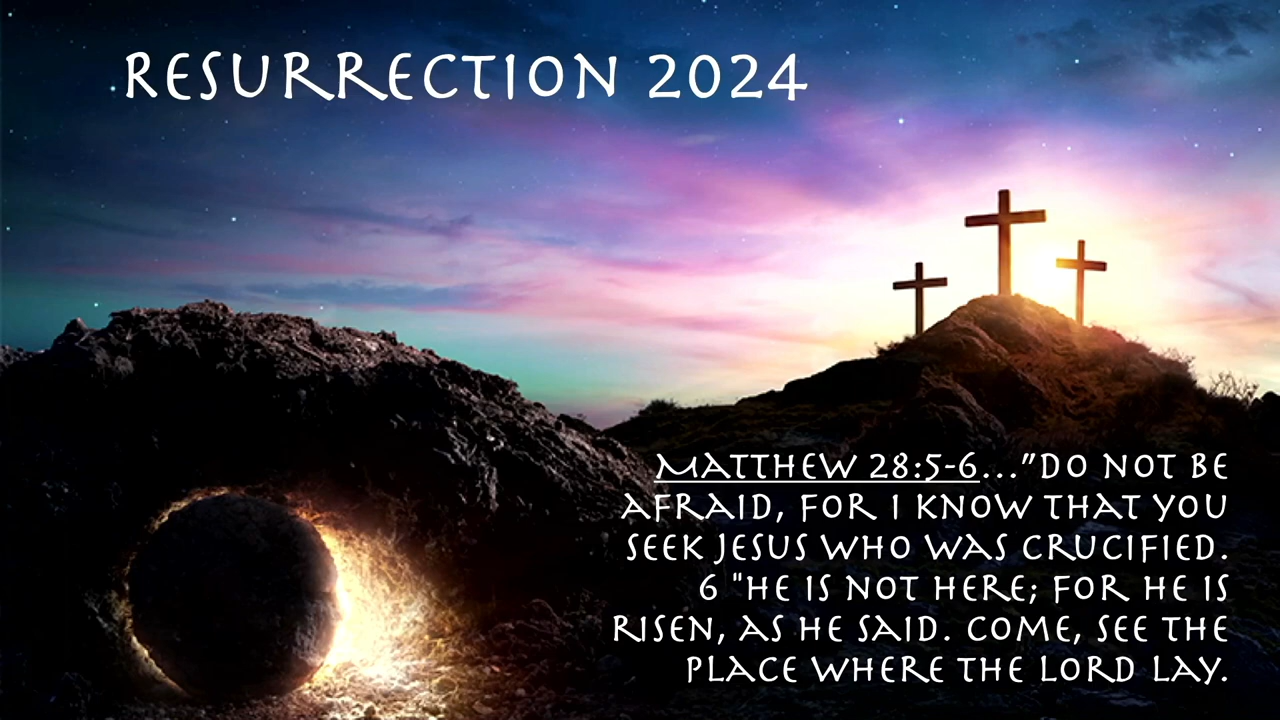 RESURRECTION 2024
MATTHEW 28:5-6...”DO NOT BE
AFRAID, FOR I KNOW THAT YOU
SEEK JESUS WHO WAS CRUCIFIED.
6 "HE IS NOT HERE; FOR HE IS
RISEN, AS HE SAID. COME, SEE THE
PLACE WHERE THE LORD LAY.